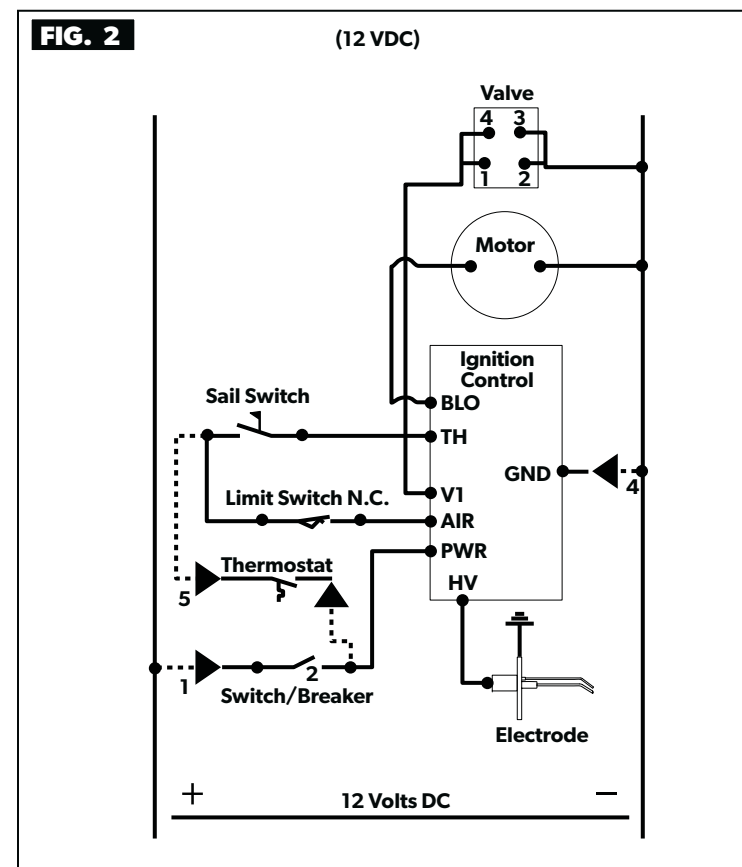 FIG. 2
(12 VDC)
Valve
4 3
1 2
Motor
Ignition
Control
Sail Switch
BLO
TH
GND
4
V1
Limit Switch N.C.
AIR
PWR
Thermostat
5
HV
1
2
Switch/Breaker
Electrode
+
12 Volts DC
−